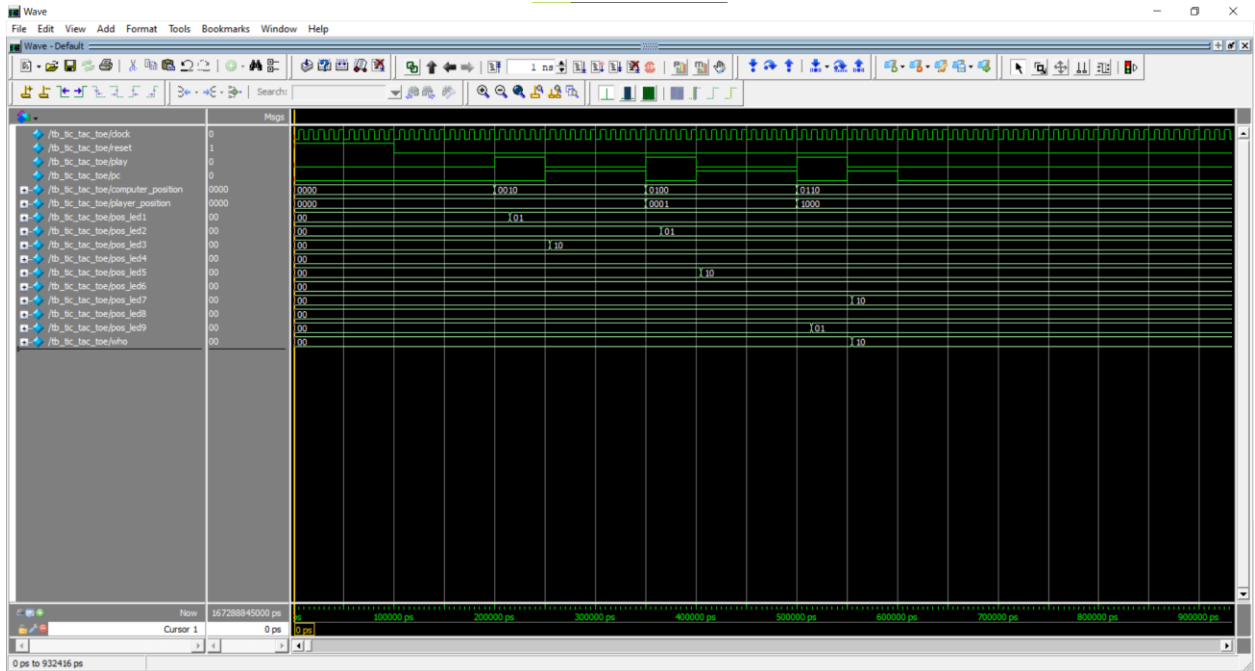 Wave
File Edit View Add Format Tools Bookmarks Window Help
Wave - Default
1 ns
Search:
Msgs
/tb_tic_tac_toe/clock 0
/tb_tic_tac_toe/reset 1
/tb_tic_tac_toe/play 0
/tb_tic_tac_toe/pc 0
/tb_tic_tac_toe/computer_position 0000 0000 0010 0100 0110
/tb_tic_tac_toe/player_position 0000 0000 0001 1000
/tb_tic_tac_toe/pos_led1 00 00 01
/tb_tic_tac_toe/pos_led2 00 00 01
/tb_tic_tac_toe/pos_led3 00 00 10
/tb_tic_tac_toe/pos_led4 00 00
/tb_tic_tac_toe/pos_led5 00 00 10
/tb_tic_tac_toe/pos_led6 00 00
/tb_tic_tac_toe/pos_led7 00 00 10
/tb_tic_tac_toe/pos_led8 00 00
/tb_tic_tac_toe/pos_led9 00 00 01
/tb_tic_tac_toe/who 00 00 10
Now 167288845000 ps ps 100000 ps 200000 ps 300000 ps 400000 ps 500000 ps 600000 ps 700000 ps 800000 ps 900000 ps
Cursor 1 0 ps 0 ps
0 ps to 932416 ps